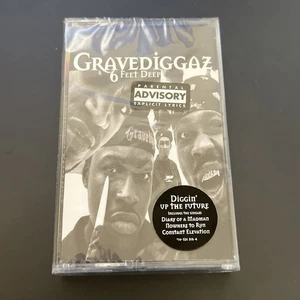 GRAVEDIGGAZ
6 FEET DEEP
PARENTAL
ADVISORY
EXPLICIT LYRICS
DIGGIN'
UP THE FUTURE
INCLUDES THE SINGLES
DIARY OF A MADMAN
NOWHERE TO RUN
CONSTANT ELEVATION